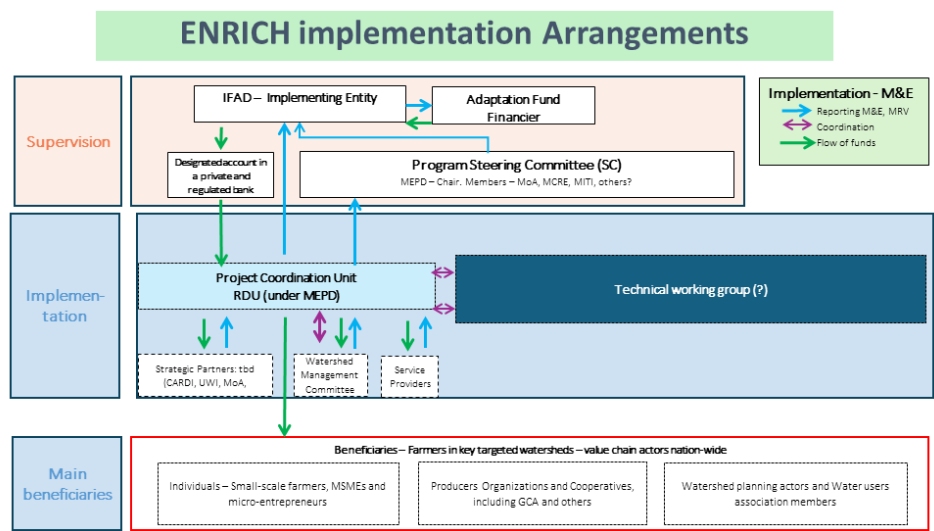 ENRICH implementation Arrangements
Supervision
IFAD – Implementing Entity
Adaptation Fund
Financier
Designated account in
a private and
regulated bank
Program Steering Committee (SC)
MEPD – Chair. Members – MoA, MCRE, MITI, others?
Implementation - M&E
Reporting M&E, MRV
Coordination
Flow of funds
Implemen-
tation
Project Coordination Unit
RDU (under MEPD)
Technical working group (?)
Strategic Partners: tbd
(CARDI, UWI, MoA,
Watershed
Management
Committee
Service
Providers
Main
beneficiaries
Beneficiaries – Farmers in key targeted watersheds – value chain actors nation-wide
Individuals – Small-scale farmers, MSMEs and
micro-entrepreneurs
Producers Organizations and Cooperatives,
including GCA and others
Watershed planning actors and Water users
association members